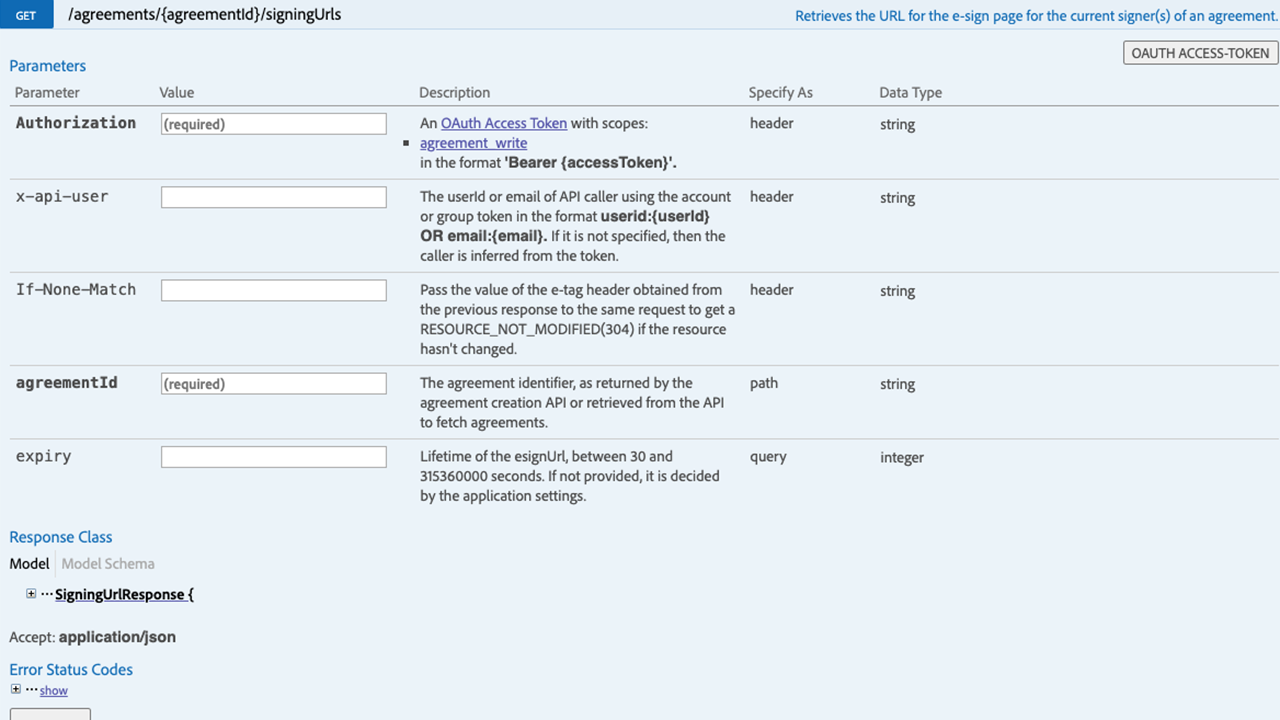 GET /agreements/{agreementId}/signingUrls Retrieves the URL for the e-sign page for the current signer(s) of an agreement.
OAUTH ACCESS-TOKEN
Parameters
Parameter Value Description Specify As Data Type
Authorization (required) An OAuth Access Token with scopes: header string
▪ agreement_write
in the format 'Bearer {accessToken}'.
x-api-user The userId or email of API caller using the account header string
or group token in the format userid:{userId}
OR email:{email}. If it is not specified, then the
caller is inferred from the token.
If-None-Match Pass the value of the e-tag header obtained from header string
the previous response to the same request to get a
RESOURCE_NOT_MODIFIED(304) if the resource
hasn't changed.
agreementId (required) The agreement identifier, as returned by the path string
agreement creation API or retrieved from the API
to fetch agreements.
expiry Lifetime of the esignUrl, between 30 and query integer
315360000 seconds. If not provided, it is decided
by the application settings.
Response Class
Model Model Schema
⊞ ···SigningUrlResponse {
Accept: application/json
Error Status Codes
⊞ ···show